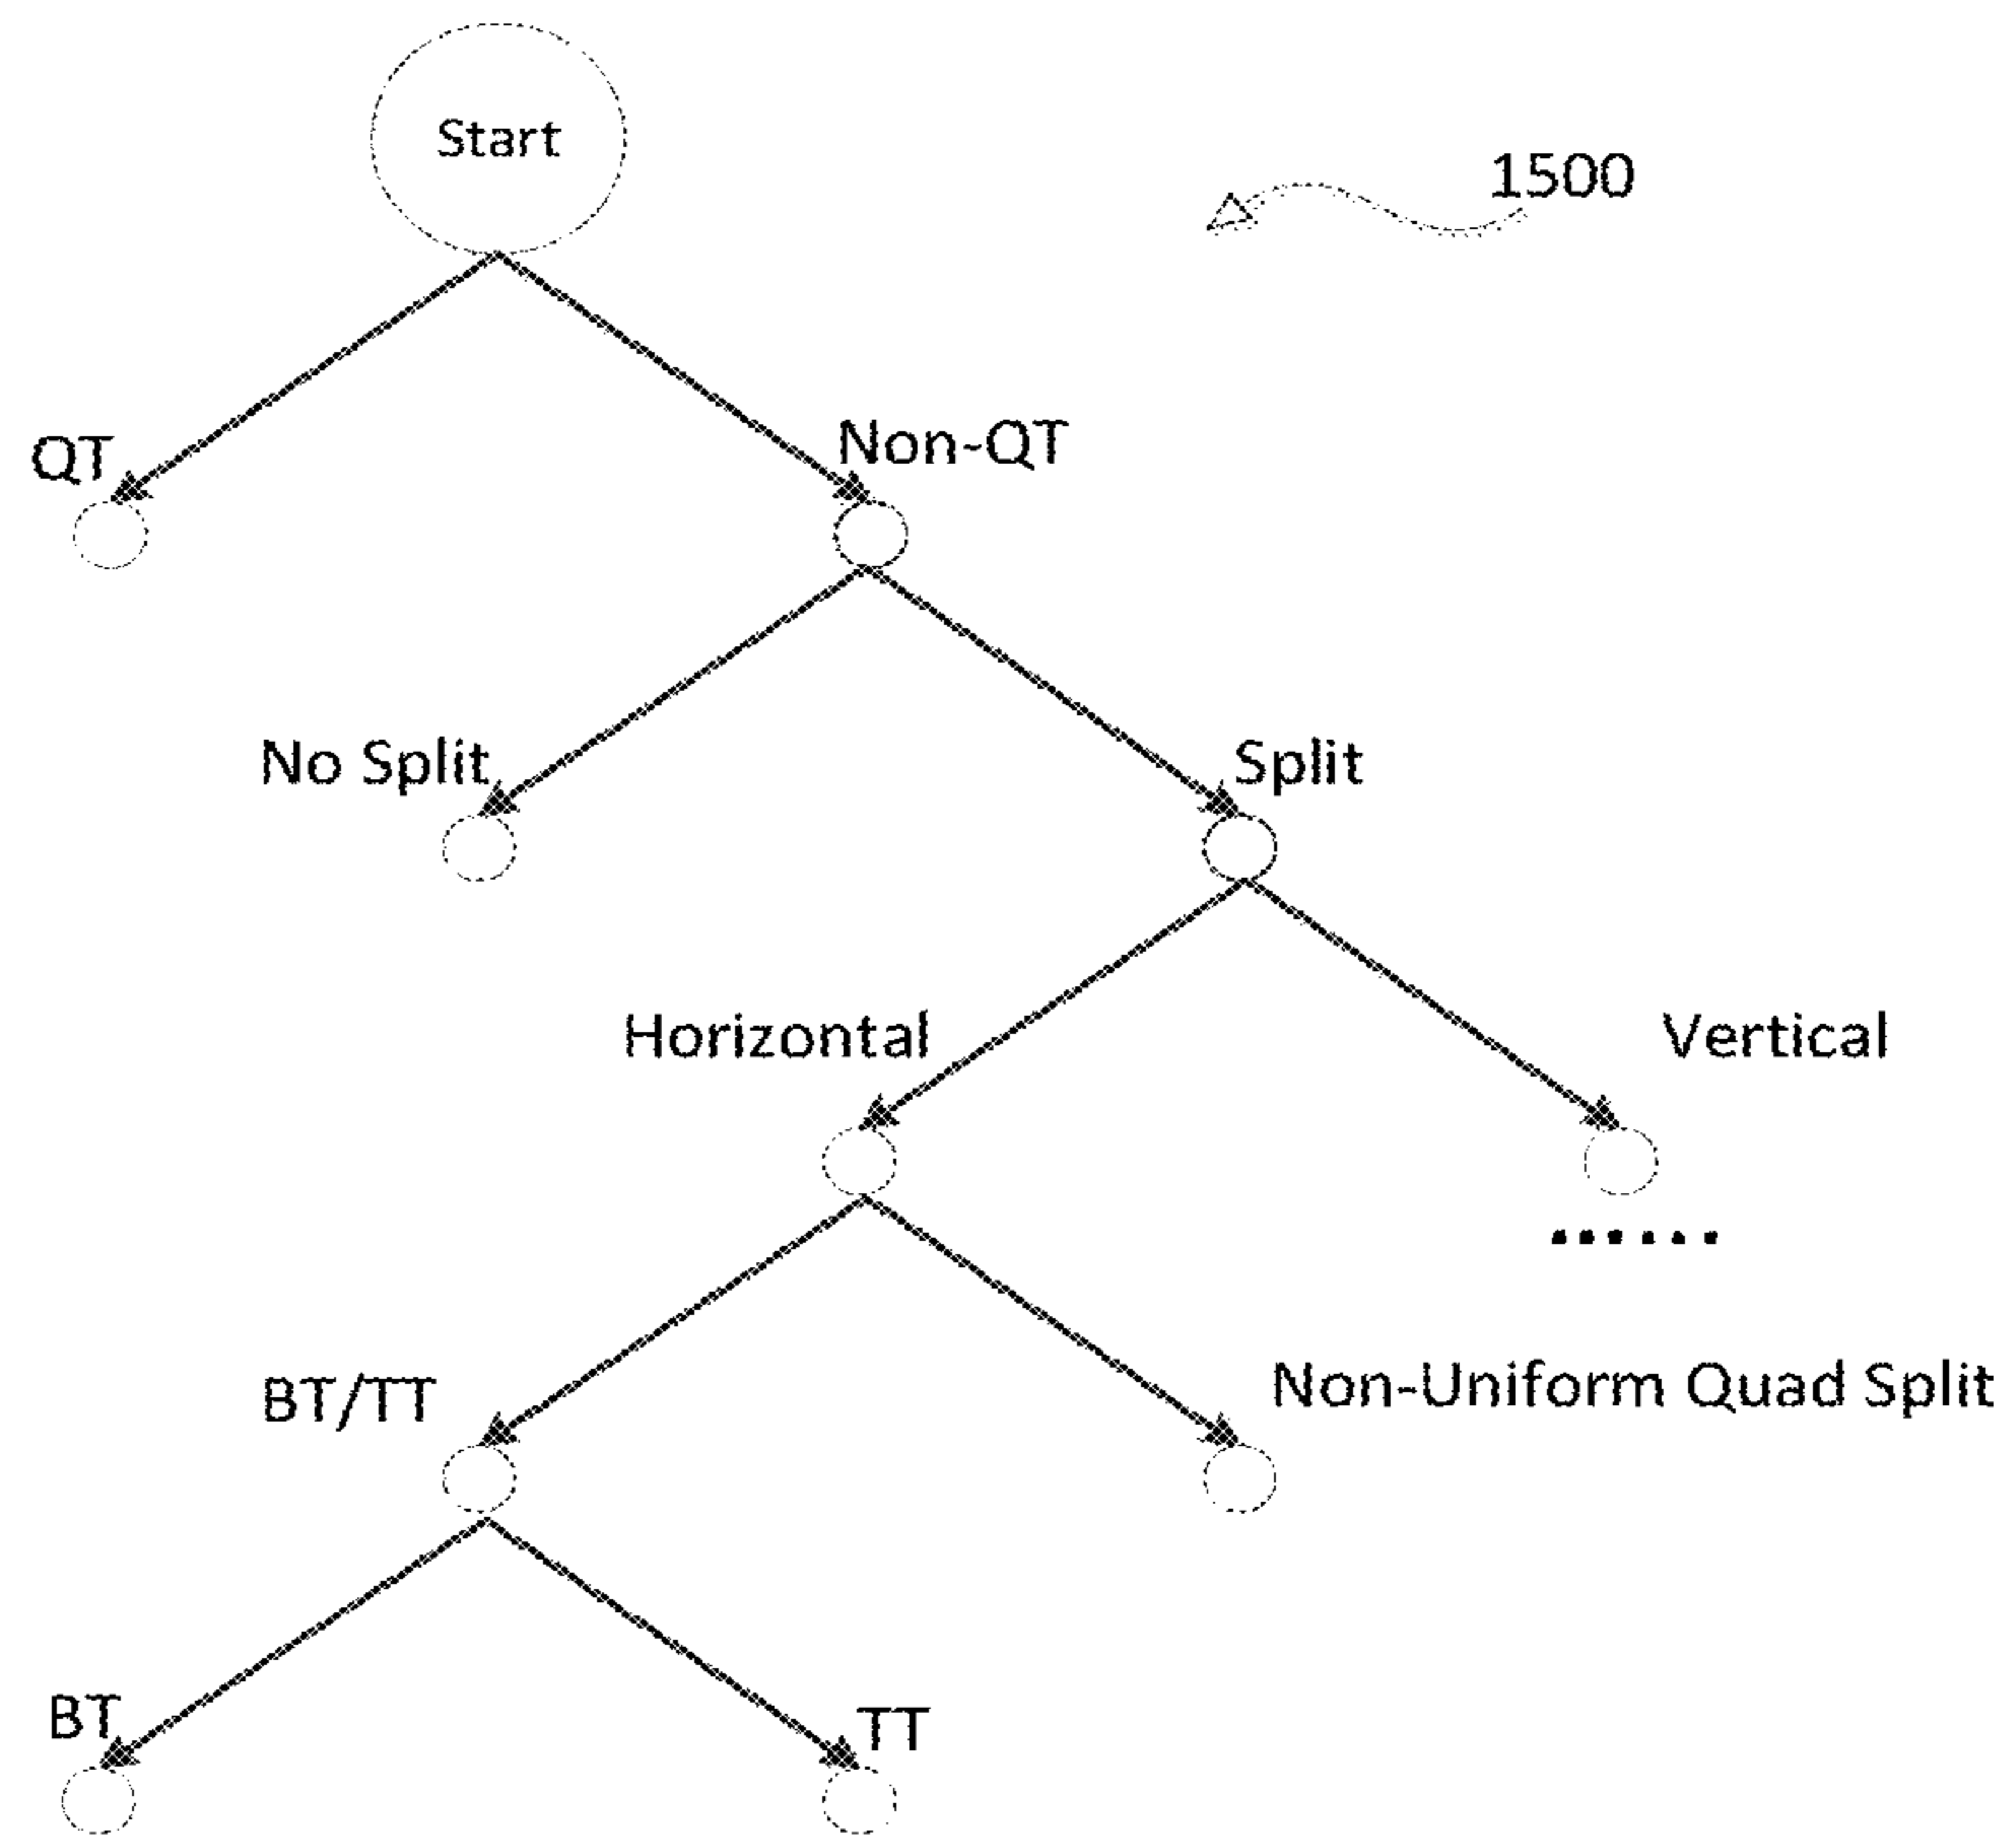 Start
1500
QT
Non-QT
No Split
Split
Horizontal
Vertical
......
BT/TT
Non-Uniform Quad Split
BT
TT